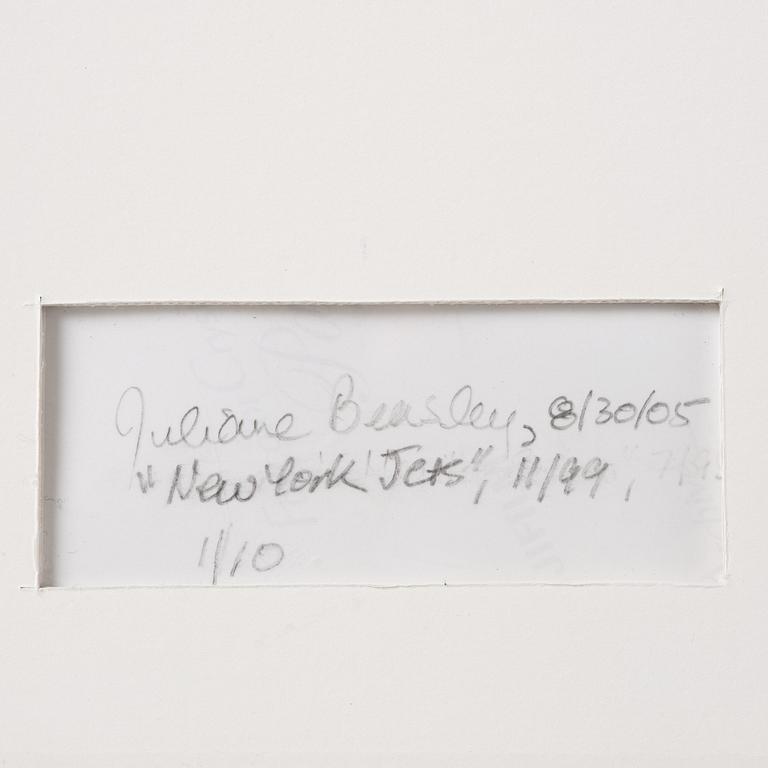 Juliane Beasley, 8/30/05
"New York Jets", 11/99,
1/10